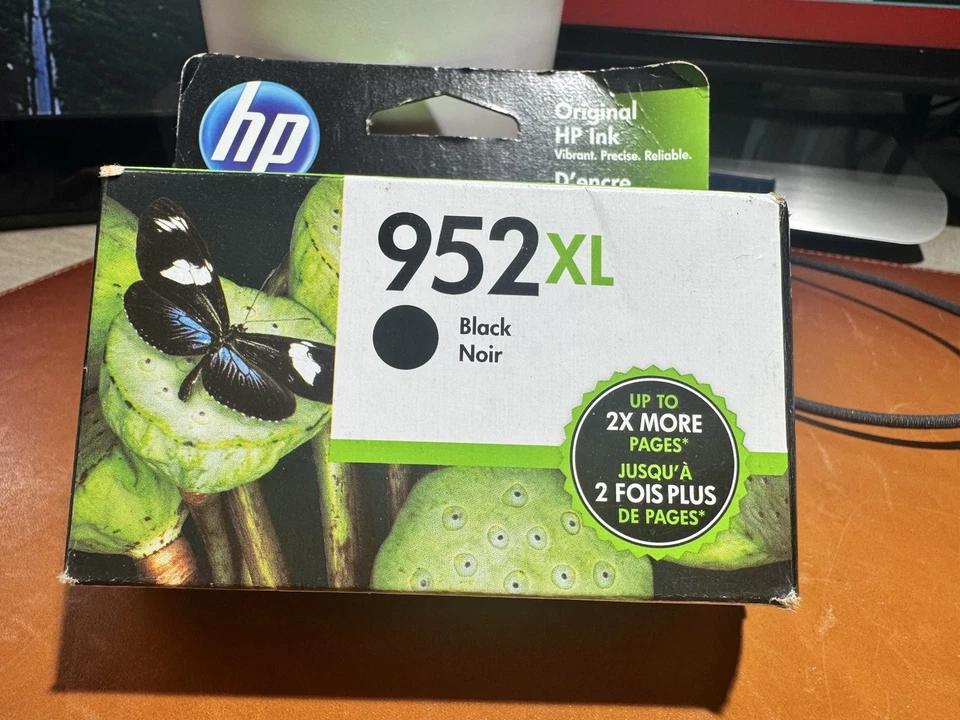 hp
Original
HP Ink
Vibrant. Precise. Reliable.
D'encre
952XL
Black
Noir
UP TO
2X MORE
PAGES*
JUSQU'À
2 FOIS PLUS
DE PAGES*